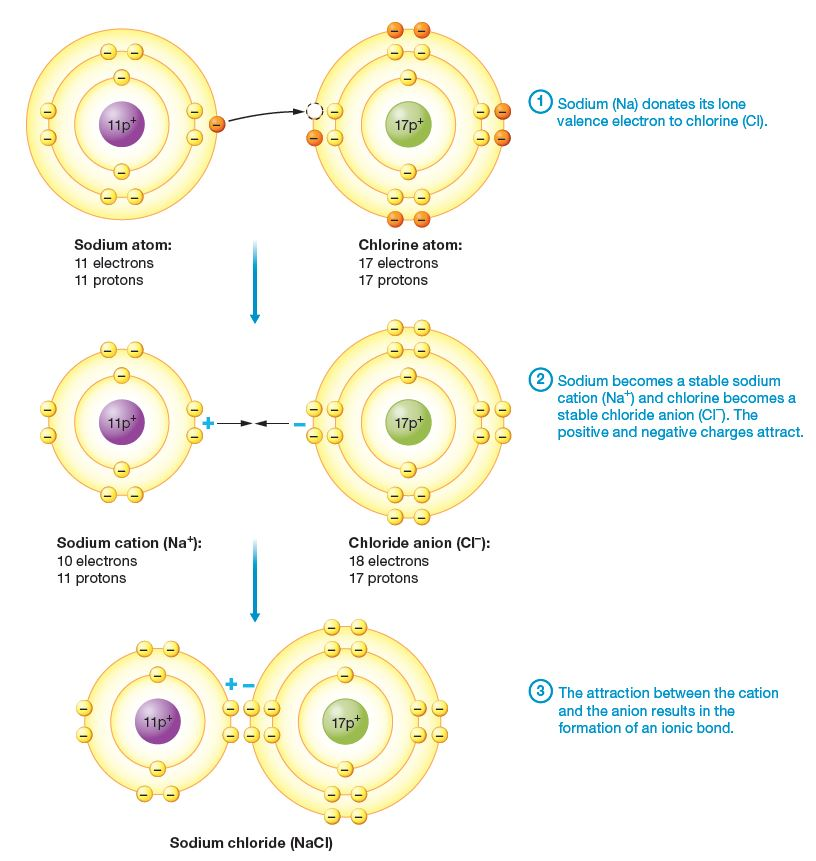 11p⁺
17p⁺
1 Sodium (Na) donates its lone
valence electron to chlorine (Cl).
Sodium atom:
11 electrons
11 protons
Chlorine atom:
17 electrons
17 protons
11p⁺
+
−
17p⁺
2 Sodium becomes a stable sodium
cation (Na⁺) and chlorine becomes a
stable chloride anion (Cl⁻). The
positive and negative charges attract.
Sodium cation (Na⁺):
10 electrons
11 protons
Chloride anion (Cl⁻):
18 electrons
17 protons
+ −
11p⁺
17p⁺
3 The attraction between the cation
and the anion results in the
formation of an ionic bond.
Sodium chloride (NaCl)